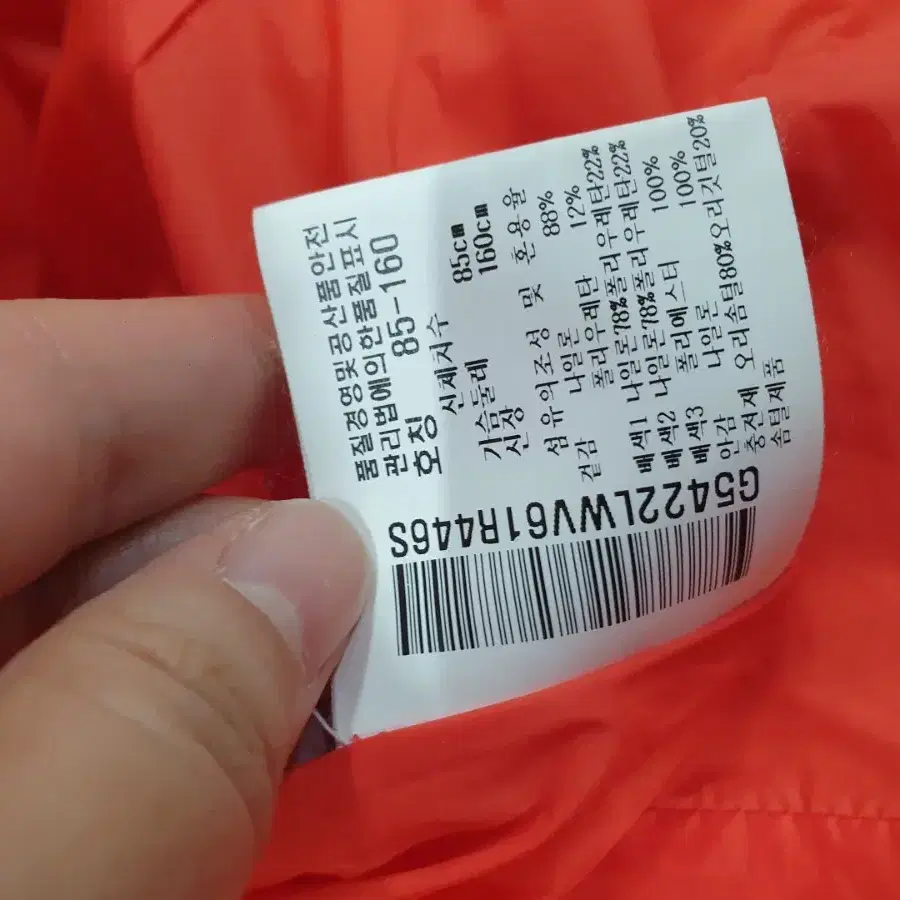 품질경영및공산품안전
관리법에의한품질표시
호칭 85-160
신체치수
가슴둘레 85cm
신장 160cm
섬유의조성 및 혼용율
겉감 나일론 88%
폴리우레탄 12%
배색1 나일론78%폴리우레탄22%
배색2 나일론78%폴리우레탄22%
배색3 폴리에스터 100%
안감 나일론 100%
충전재 오리솜털80%오리깃털20%
솜털제품
G5422LWV61R446S